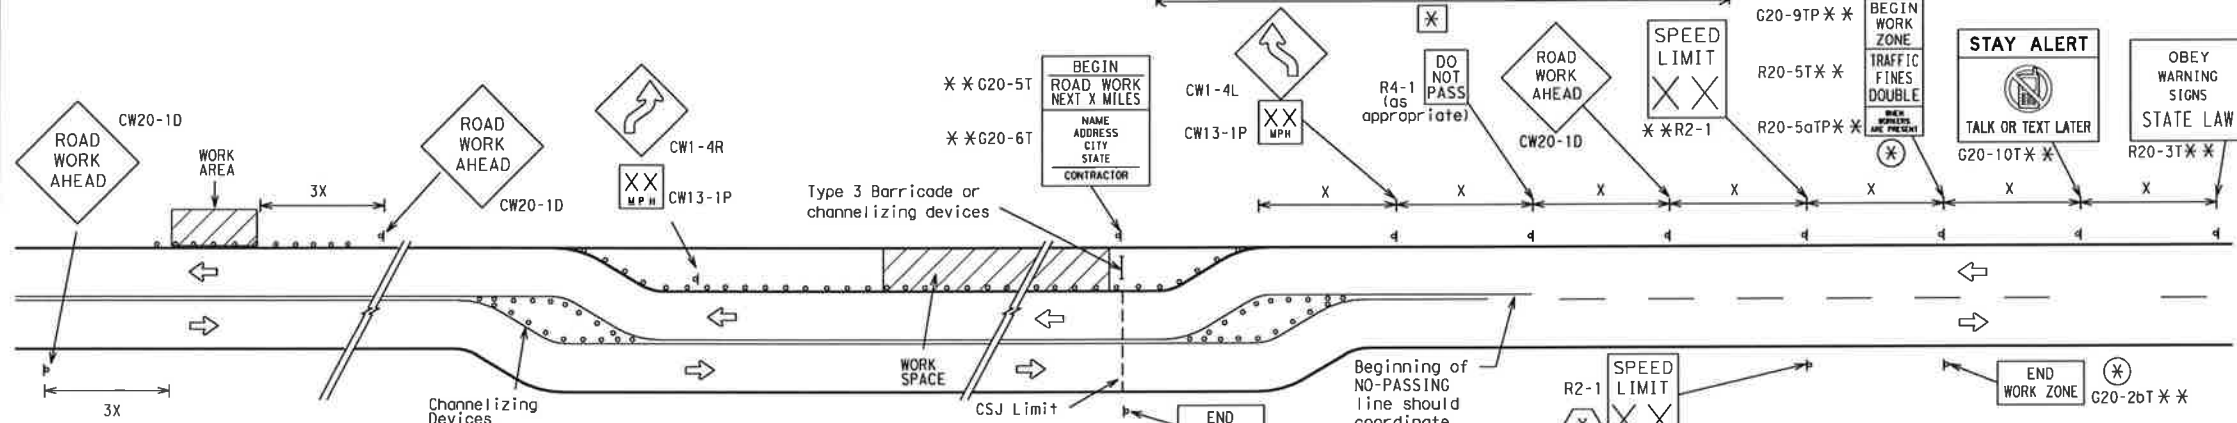 ROAD
WORK
AHEAD
CW20-1D
WORK
AREA
3X
ROAD
WORK
AHEAD
CW20-1D
CW1-4R
XX
MPH
CW13-1P
Type 3 Barricade or
channelizing devices
* * G20-5T
BEGIN
ROAD WORK
NEXT X MILES
* * G20-6T
NAME
ADDRESS
CITY
STATE
CONTRACTOR
CW1-4L
CW13-1P
XX
MPH
*
R4-1
(as
appropriate)
DO
NOT
PASS
ROAD
WORK
AHEAD
CW20-1D
SPEED
LIMIT
X X
* * R2-1
G20-9TP * *
BEGIN
WORK
ZONE
R20-5T * *
TRAFFIC
FINES
DOUBLE
R20-5aTP * *
WHEN
WORKERS
ARE PRESENT
*
STAY ALERT
TALK OR TEXT LATER
G20-10T * *
OBEY
WARNING
SIGNS
STATE LAW
R20-3T * *
X
X
X
X
X
X
X
3X
Channelizing
Devices
WORK
SPACE
CSJ Limit
END
Beginning of
NO-PASSING
line should
coordinate
R2-1
SPEED
LIMIT
X X
*
END
WORK ZONE
*
G20-2bT * *